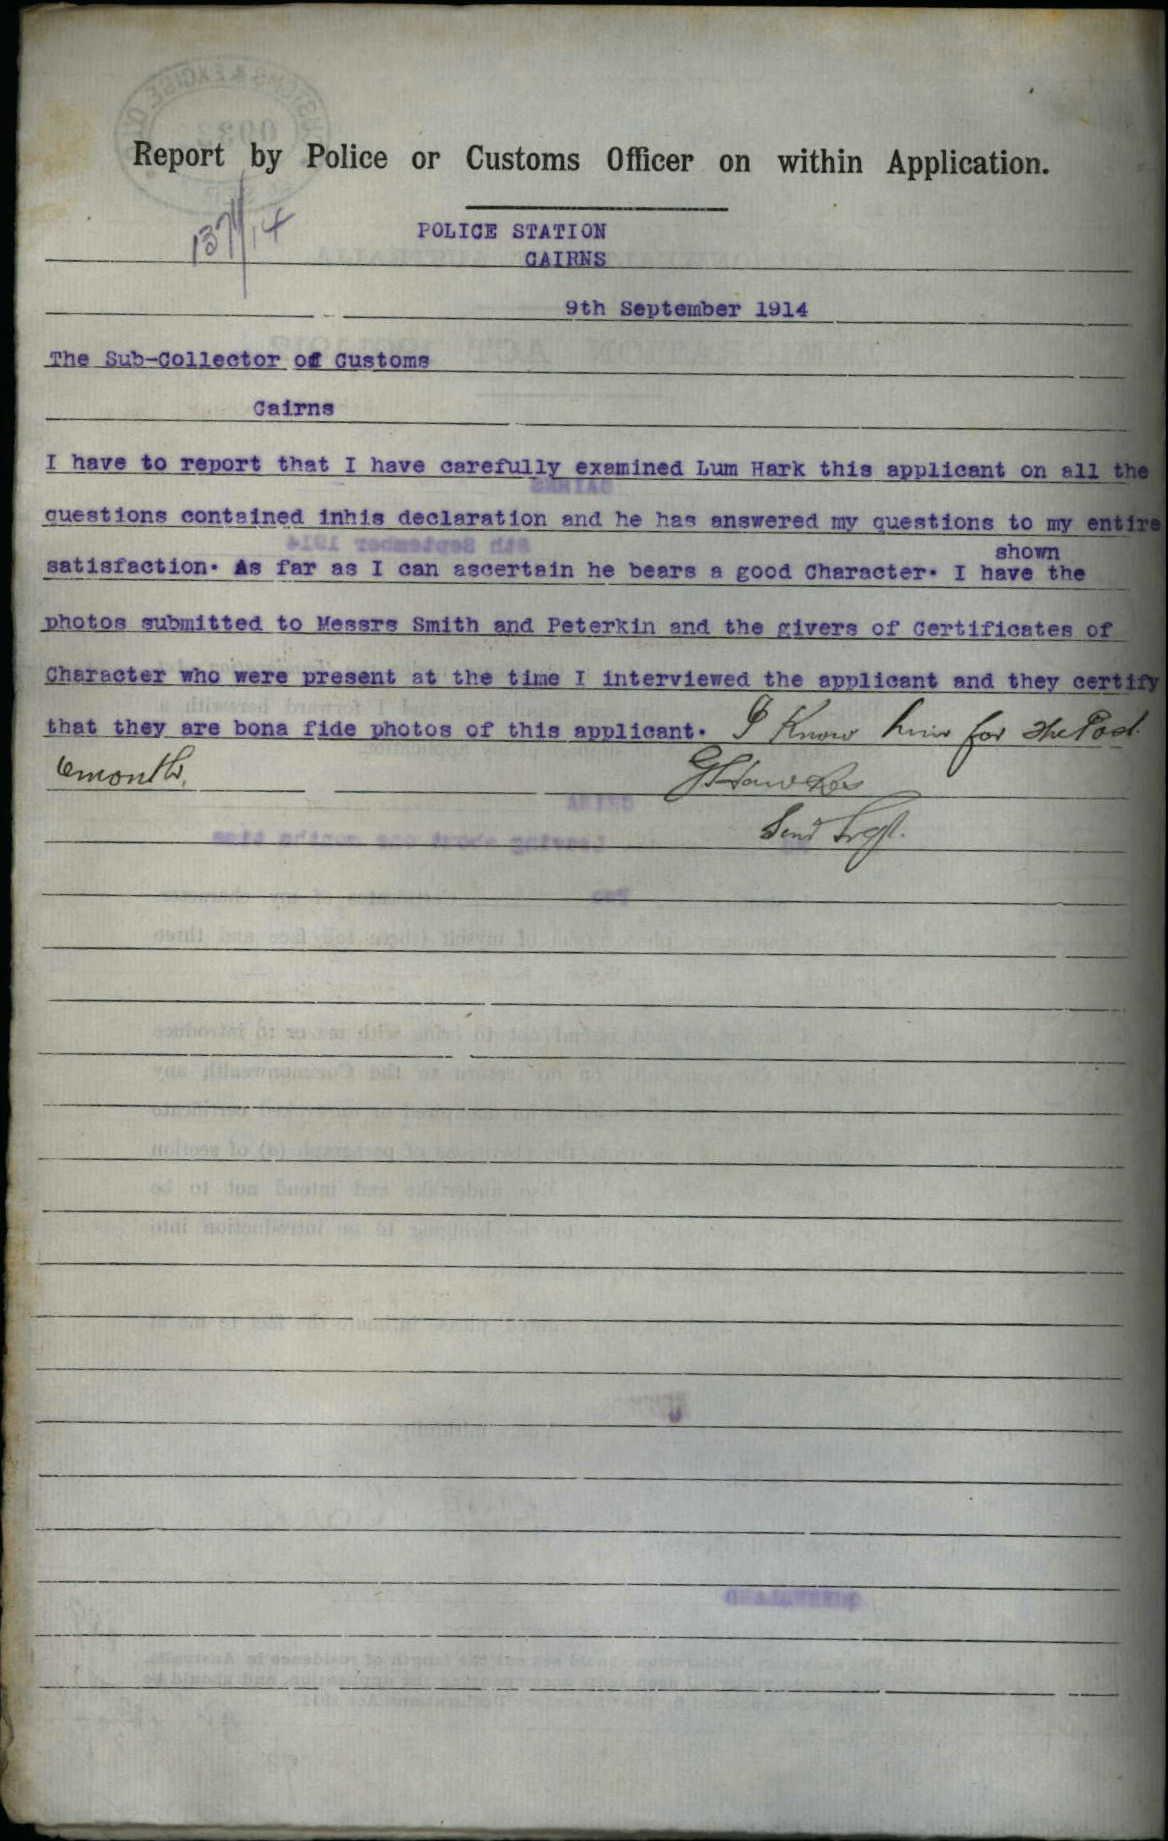 Report by Police or Customs Officer on within Application.
137/14
POLICE STATION
CAIRNS
9th September 1914
The Sub-Collector of Customs
Cairns
I have to report that I have carefully examined Lum Hark this applicant on all the
questions contained inhis declaration and he has answered my questions to my entire
shown
satisfaction. As far as I can ascertain he bears a good Character. I have the
photos submitted to Messrs Smith and Peterkin and the givers of Certificates of
Character who were present at the time I interviewed the applicant and they certify
that they are bona fide photos of this applicant. I Know him for the Past
6 months.
Senr Sergt.